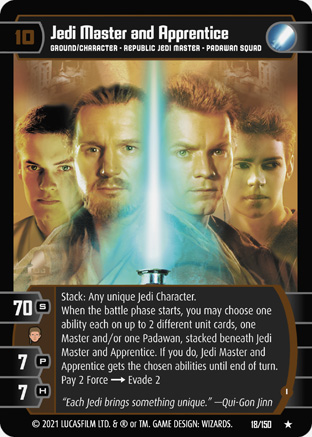 10
Jedi Master and Apprentice
GROUND/CHARACTER • REPUBLIC JEDI MASTER • PADAWAN SQUAD
70 S
Stack: Any unique Jedi Character.
When the battle phase starts, you may choose one
ability each on up to 2 different unit cards, one
Master and/or one Padawan, stacked beneath Jedi
Master and Apprentice. If you do, Jedi Master and
Apprentice gets the chosen abilities until end of turn.
Pay 2 Force → Evade 2
7 P
7 H
1
“Each Jedi brings something unique.” —Qui-Gon Jinn
© 2021 LUCASFILM LTD. & ® or TM. GAME DESIGN: WIZARDS.
18/150
★